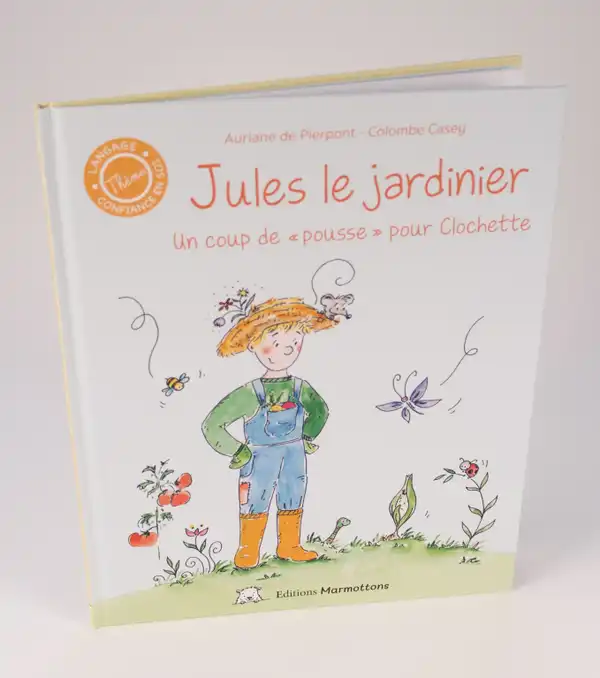 Auriane de Pierpont - Colombe Casey
LANGAGE
Thème
CONFIANCE EN SOI
Jules le jardinier
Un coup de « pousse » pour Clochette
Editions Marmottons